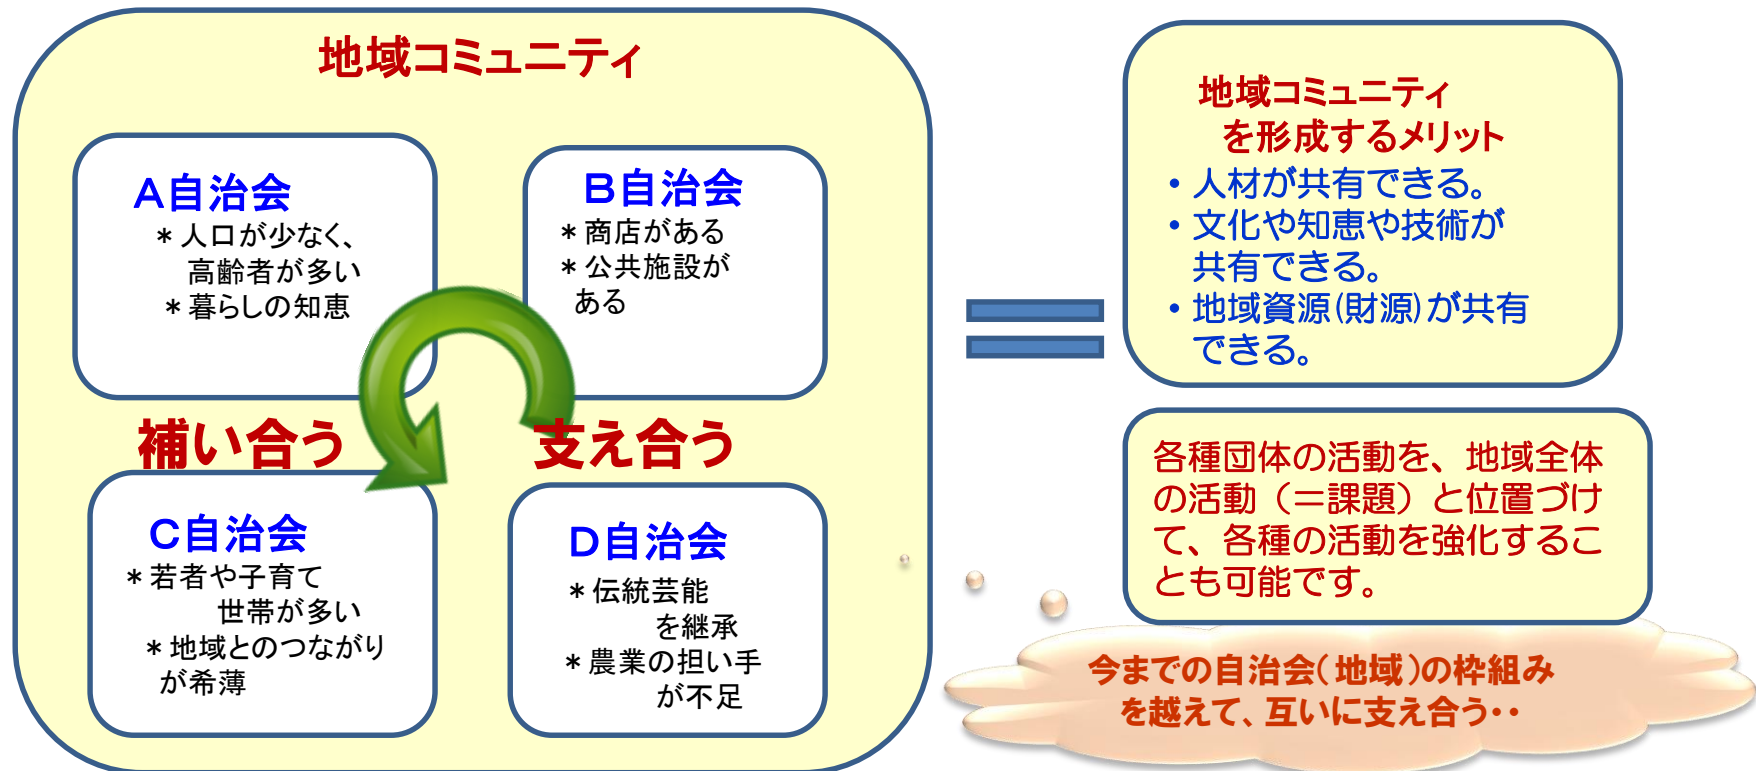 地域コミュニティ
A自治会
＊人口が少なく、
高齢者が多い
＊暮らしの知恵
B自治会
＊商店がある
＊公共施設が
ある
補い合う
支え合う
C自治会
＊若者や子育て
世帯が多い
＊地域とのつながり
が希薄
D自治会
＊伝統芸能
を継承
＊農業の担い手
が不足
地域コミュニティ
を形成するメリット
・人材が共有できる。
・文化や知恵や技術が
共有できる。
・地域資源(財源)が共有
できる。
各種団体の活動を、地域全体
の活動（＝課題）と位置づけ
て、各種の活動を強化するこ
とも可能です。
今までの自治会(地域)の枠組み
を越えて、互いに支え合う・・